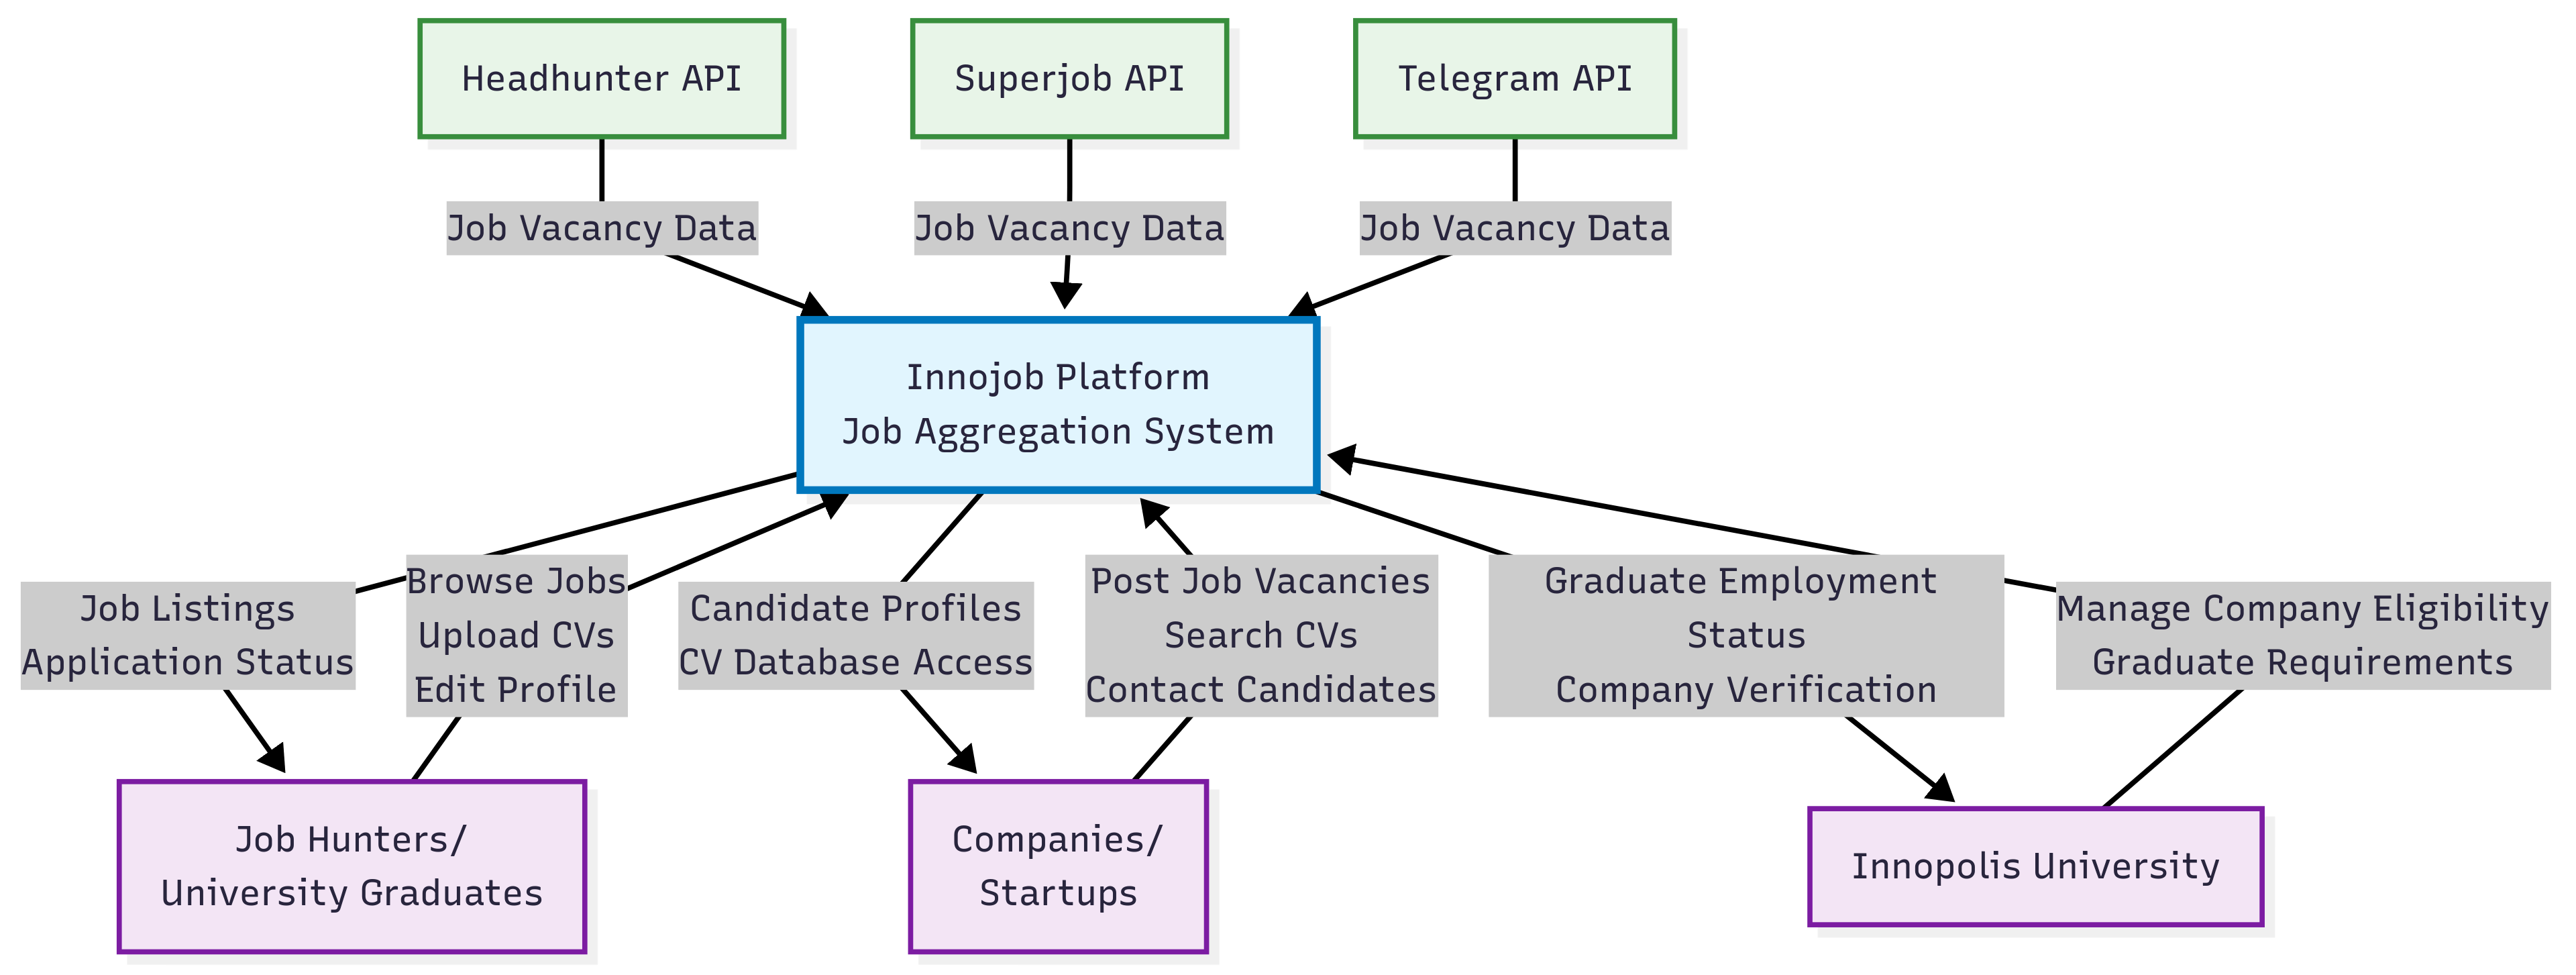 Headhunter API
Superjob API
Telegram API
Job Vacancy Data
Job Vacancy Data
Job Vacancy Data
Innojob Platform
Job Aggregation System
Job Listings
Application Status
Browse Jobs
Upload CVs
Edit Profile
Candidate Profiles
CV Database Access
Post Job Vacancies
Search CVs
Contact Candidates
Graduate Employment
Status
Company Verification
Manage Company Eligibility
Graduate Requirements
Job Hunters/
University Graduates
Companies/
Startups
Innopolis University